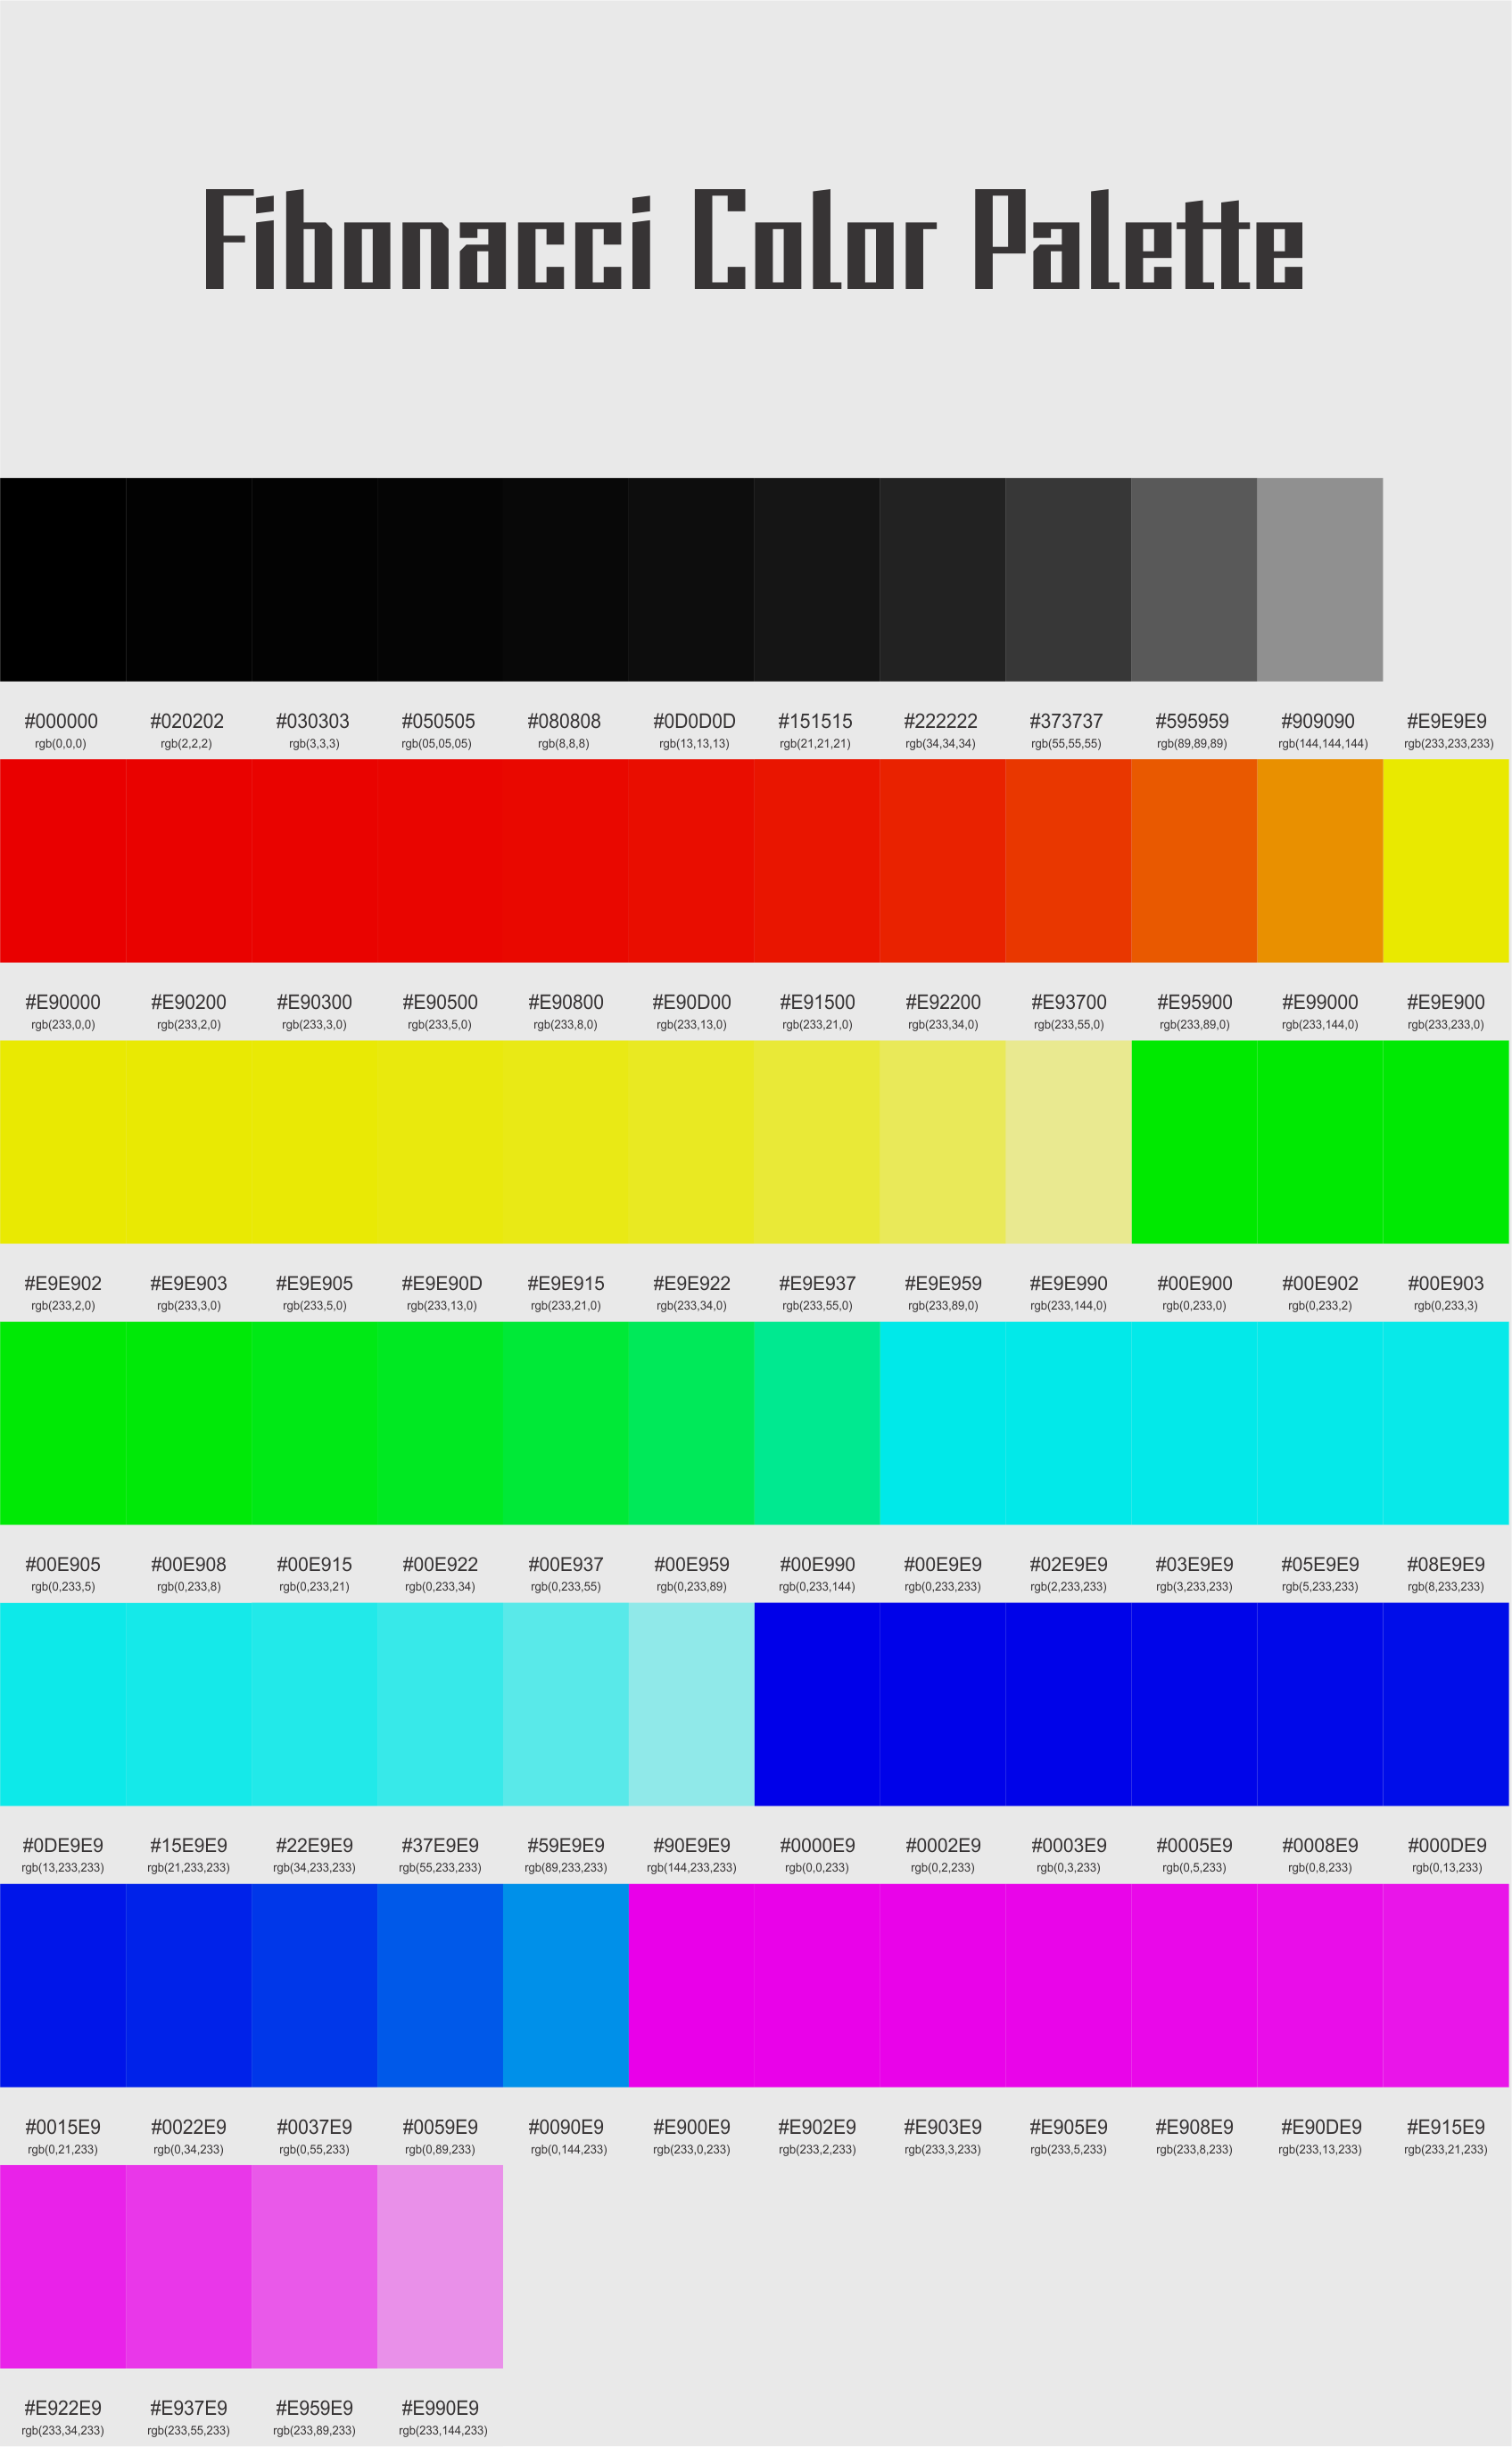 Fibonacci Color Palette
#000000 #020202 #030303 #050505 #080808 #0D0D0D #151515 #222222 #373737 #595959 #909090 #E9E9E9
rgb(0,0,0) rgb(2,2,2) rgb(3,3,3) rgb(05,05,05) rgb(8,8,8) rgb(13,13,13) rgb(21,21,21) rgb(34,34,34) rgb(55,55,55) rgb(89,89,89) rgb(144,144,144) rgb(233,233,233)
#E90000 #E90200 #E90300 #E90500 #E90800 #E90D00 #E91500 #E92200 #E93700 #E95900 #E99000 #E9E900
rgb(233,0,0) rgb(233,2,0) rgb(233,3,0) rgb(233,5,0) rgb(233,8,0) rgb(233,13,0) rgb(233,21,0) rgb(233,34,0) rgb(233,55,0) rgb(233,89,0) rgb(233,144,0) rgb(233,233,0)
#E9E902 #E9E903 #E9E905 #E9E90D #E9E915 #E9E922 #E9E937 #E9E959 #E9E990 #00E900 #00E902 #00E903
rgb(233,2,0) rgb(233,3,0) rgb(233,5,0) rgb(233,13,0) rgb(233,21,0) rgb(233,34,0) rgb(233,55,0) rgb(233,89,0) rgb(233,144,0) rgb(0,233,0) rgb(0,233,2) rgb(0,233,3)
#00E905 #00E908 #00E915 #00E922 #00E937 #00E959 #00E990 #00E9E9 #02E9E9 #03E9E9 #05E9E9 #08E9E9
rgb(0,233,5) rgb(0,233,8) rgb(0,233,21) rgb(0,233,34) rgb(0,233,55) rgb(0,233,89) rgb(0,233,144) rgb(0,233,233) rgb(2,233,233) rgb(3,233,233) rgb(5,233,233) rgb(8,233,233)
#0DE9E9 #15E9E9 #22E9E9 #37E9E9 #59E9E9 #90E9E9 #0000E9 #0002E9 #0003E9 #0005E9 #0008E9 #000DE9
rgb(13,233,233) rgb(21,233,233) rgb(34,233,233) rgb(55,233,233) rgb(89,233,233) rgb(144,233,233) rgb(0,0,233) rgb(0,2,233) rgb(0,3,233) rgb(0,5,233) rgb(0,8,233) rgb(0,13,233)
#0015E9 #0022E9 #0037E9 #0059E9 #0090E9 #E900E9 #E902E9 #E903E9 #E905E9 #E908E9 #E90DE9 #E915E9
rgb(0,21,233) rgb(0,34,233) rgb(0,55,233) rgb(0,89,233) rgb(0,144,233) rgb(233,0,233) rgb(233,2,233) rgb(233,3,233) rgb(233,5,233) rgb(233,8,233) rgb(233,13,233) rgb(233,21,233)
#E922E9 #E937E9 #E959E9 #E990E9
rgb(233,34,233) rgb(233,55,233) rgb(233,89,233) rgb(233,144,233)